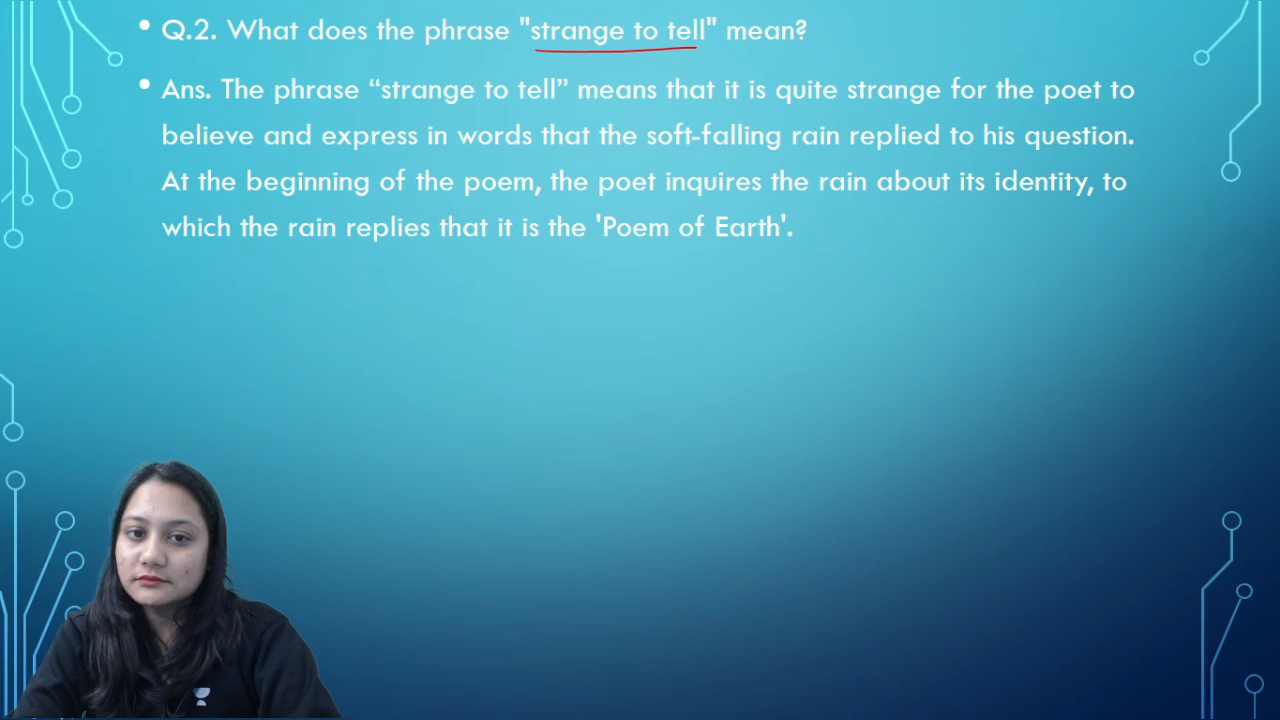 • Q.2. What does the phrase "strange to tell" mean?
• Ans. The phrase “strange to tell” means that it is quite strange for the poet to
believe and express in words that the soft-falling rain replied to his question.
At the beginning of the poem, the poet inquires the rain about its identity, to
which the rain replies that it is the 'Poem of Earth'.